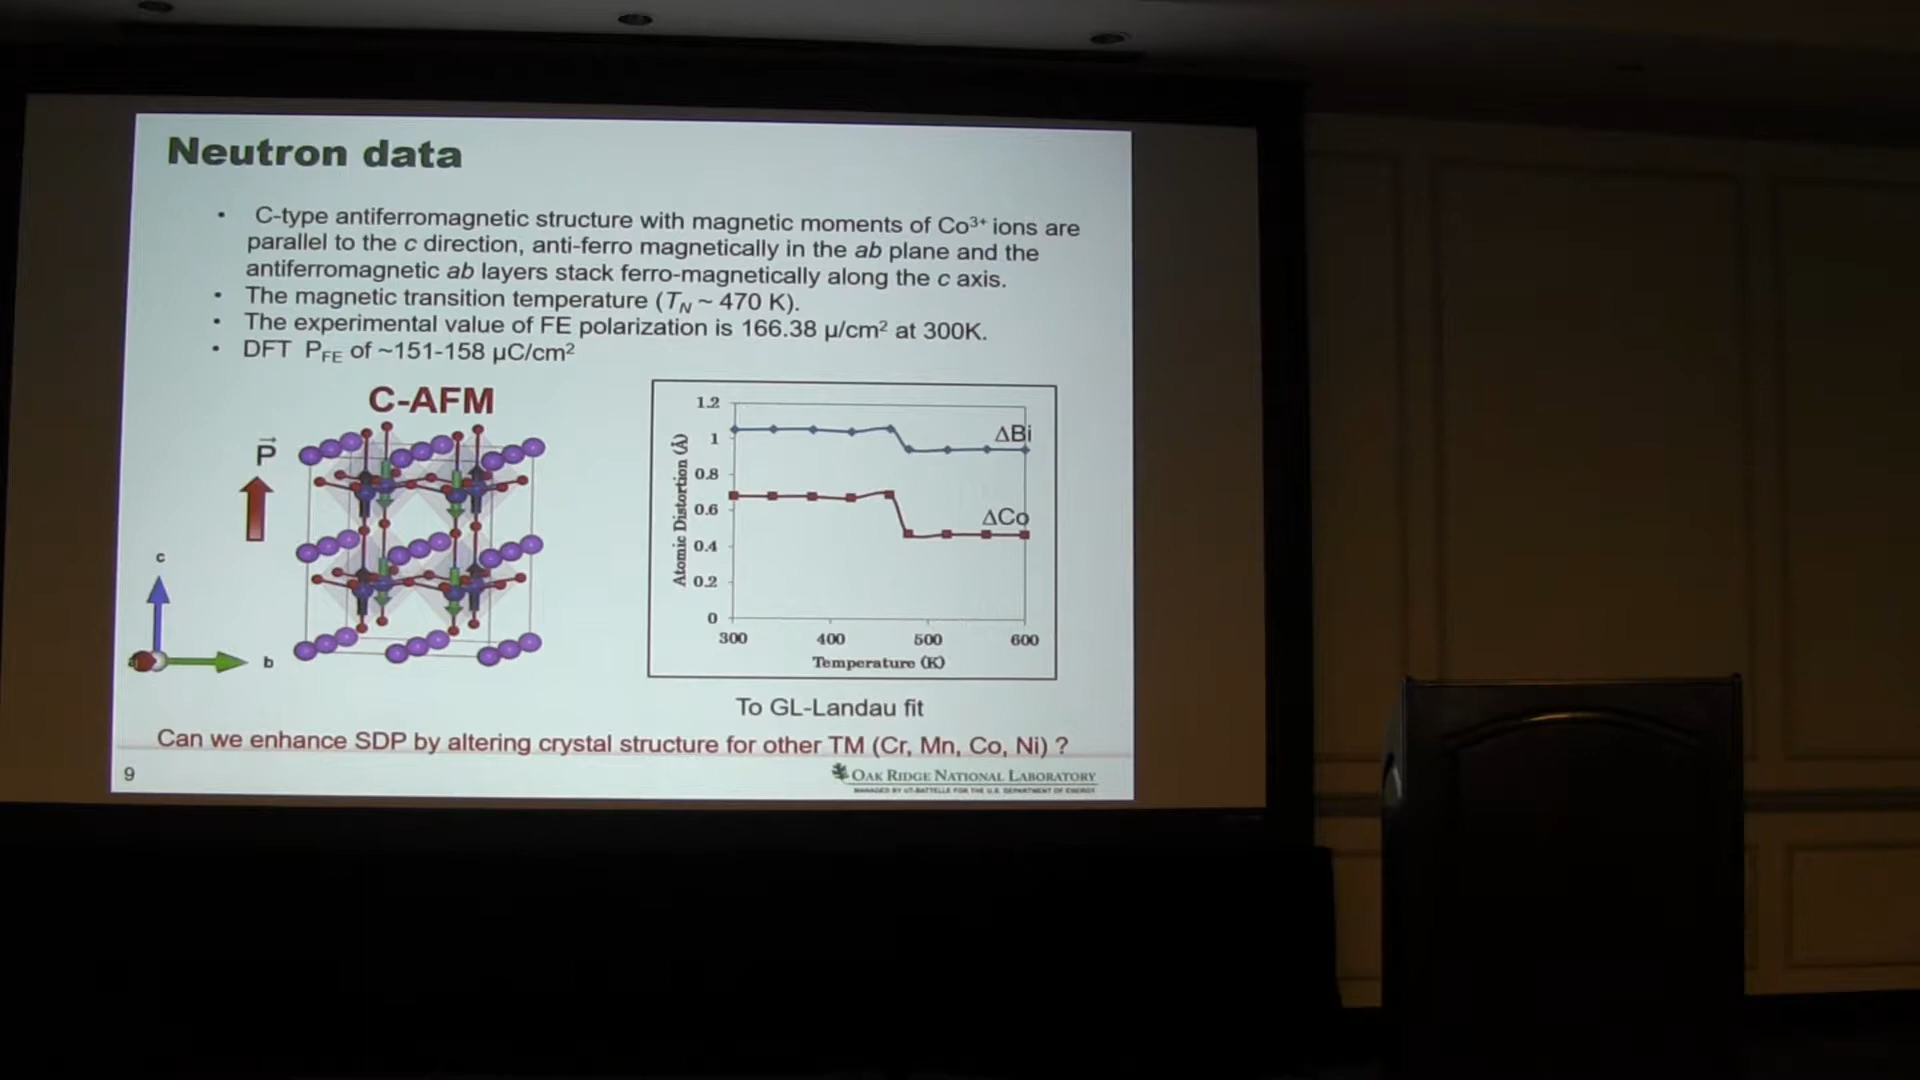 Neutron data
• C-type antiferromagnetic structure with magnetic moments of Co³⁺ ions are
parallel to the c direction, anti-ferro magnetically in the ab plane and the
antiferromagnetic ab layers stack ferro-magnetically along the c axis.
• The magnetic transition temperature (T_N ~ 470 K).
• The experimental value of FE polarization is 166.38 μ/cm² at 300K.
• DFT P_FE of ~151-158 μC/cm²
C-AFM
P
c
b
1.2
1
0.8
0.6
0.4
0.2
0
Atomic Distortion (Å)
ΔBi
ΔCo
300 400 500 600
Temperature (K)
To GL-Landau fit
Can we enhance SDP by altering crystal structure for other TM (Cr, Mn, Co, Ni) ?
9
OAK RIDGE NATIONAL LABORATORY
MANAGED BY UT-BATTELLE FOR THE U.S. DEPARTMENT OF ENERGY